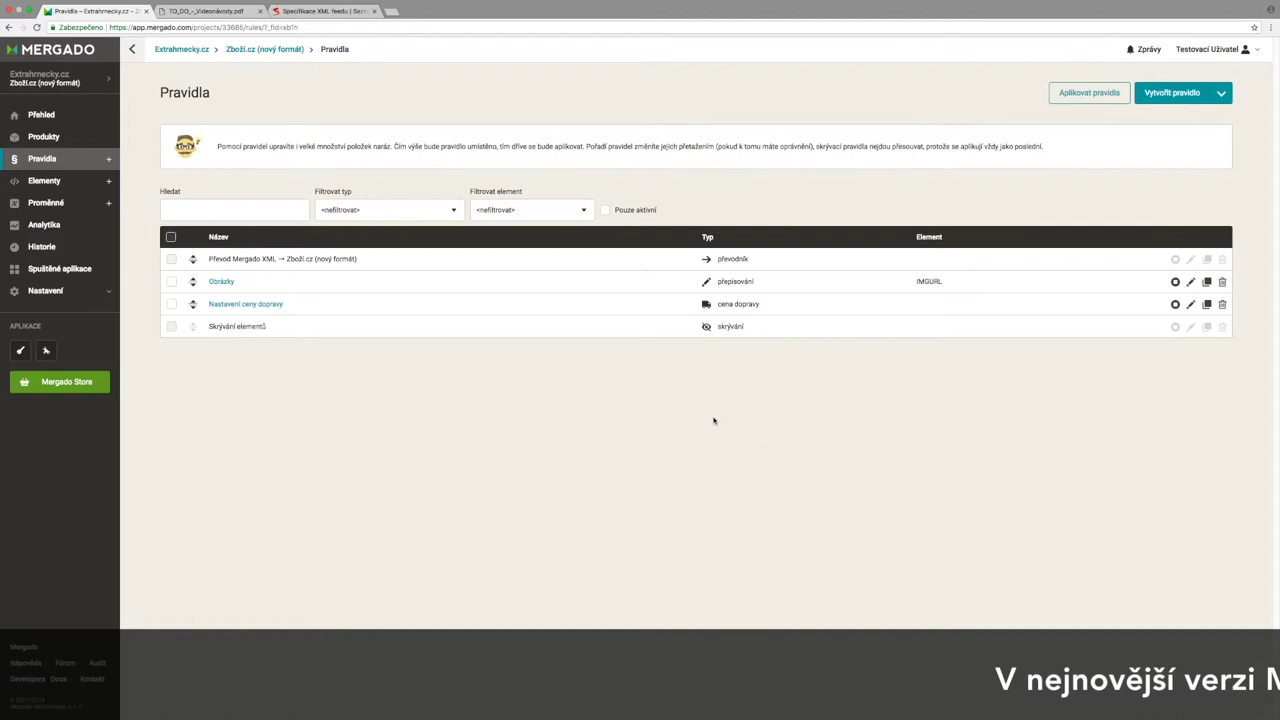 Pravidla – Extrahrnecky.cz – Z
TO_DO_-_Videonávody.pdf
Specifikace XML feedu | Sezn
Zabezpečeno
https://app.mergado.com/projects/33685/rules/?_fid=xb1h
MERGADO
Extrahrnecky.cz
Zboží.cz (nový formát)
Extrahrnecky.cz
Zboží.cz (nový formát)
Pravidla
Zprávy
Testovací Uživatel
Přehled
Produkty
Pravidla
Elementy
Proměnné
Analytika
Historie
Spuštěné aplikace
Nastavení
APLIKACE
Mergado Store
Pravidla
Aplikovat pravidla
Vytvořit pravidlo
Pomocí pravidel upravíte i velké množství položek naráz. Čím výše bude pravidlo umístěno, tím dříve se bude aplikovat. Pořadí pravidel změníte jejich přetažením (pokud k tomu máte oprávnění), skrývací pravidla nejdou přesouvat, protože se aplikují vždy jako poslední.
Hledat
Filtrovat typ
Filtrovat element
<nefiltrovat>
<nefiltrovat>
Pouze aktivní
Název
Typ
Element
Převod Mergado XML → Zboží.cz (nový formát)
převodník
Obrázky
přepisování
IMGURL
Nastavení ceny dopravy
cena dopravy
Skrývání elementů
skrývání
Mergado
Nápověda Fórum Audit
Developers Docs Kontakt
V nejnovější verzi M